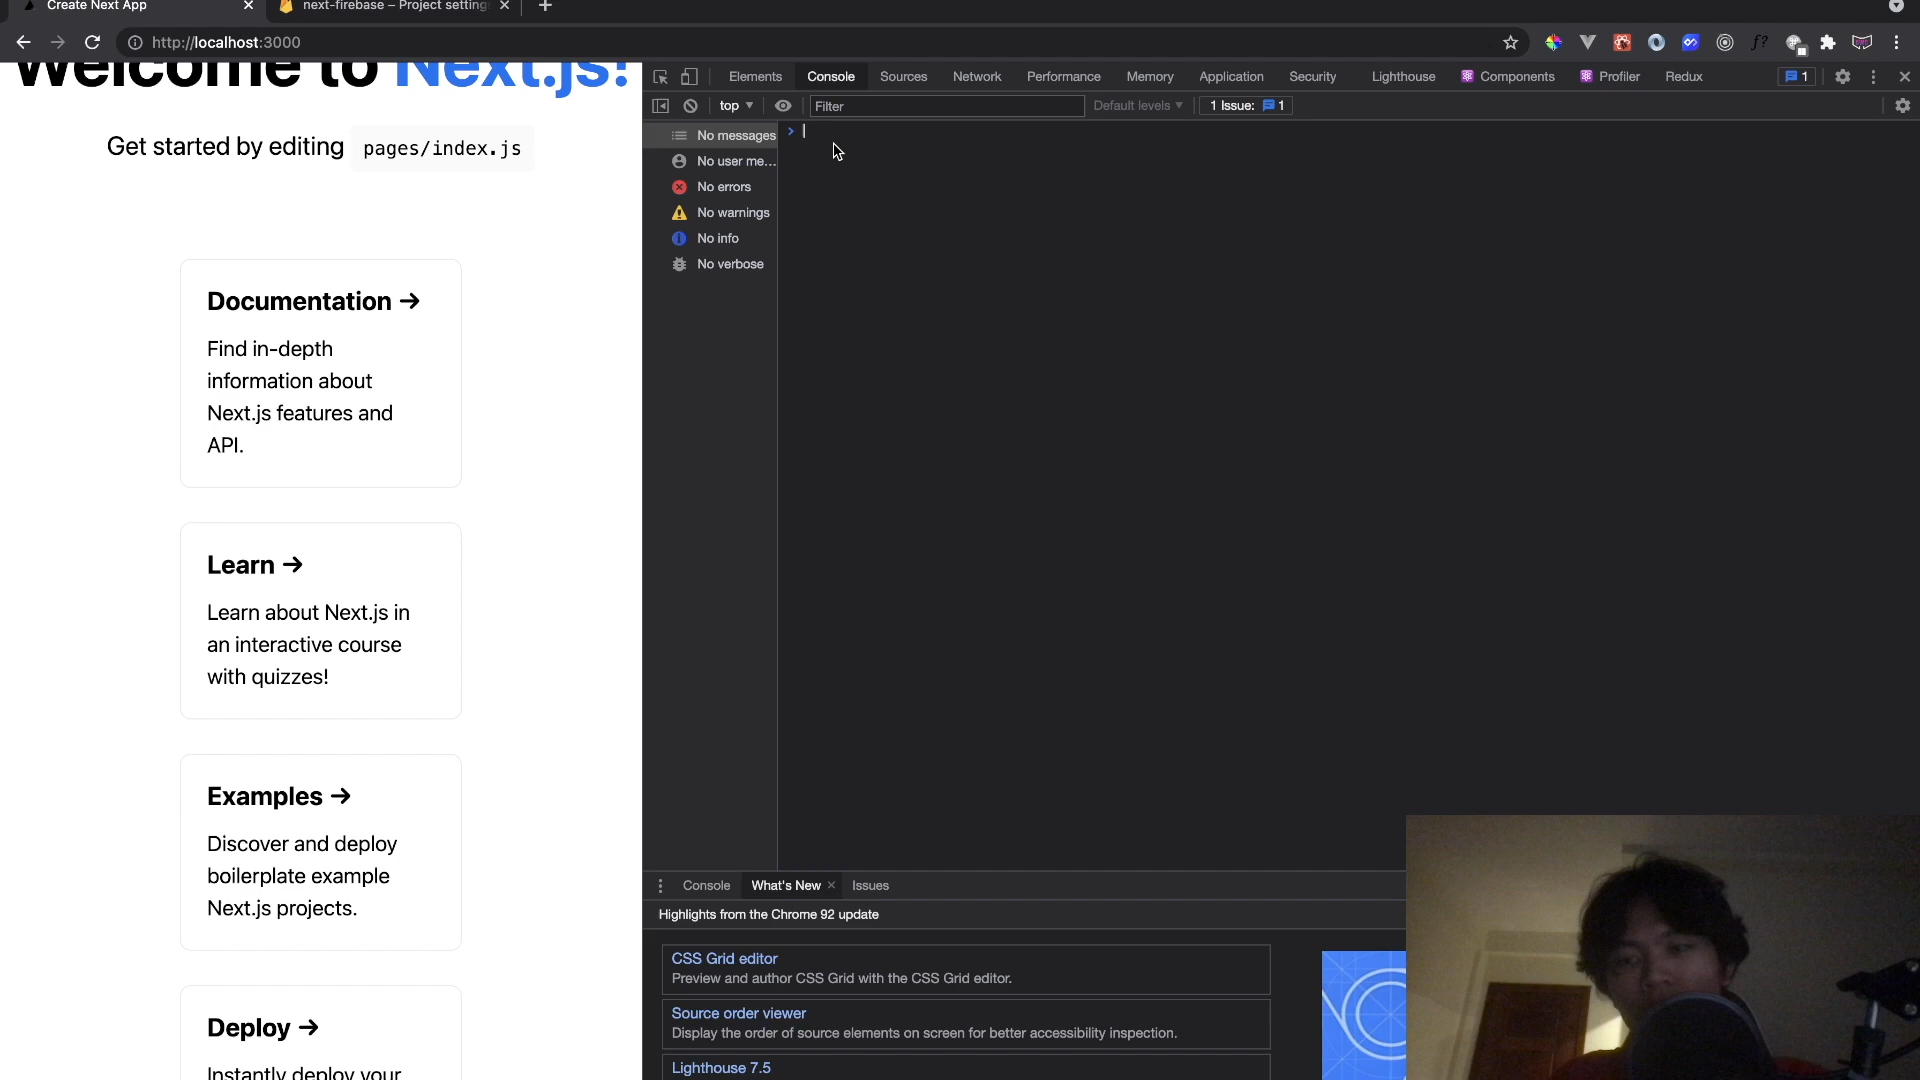 Create Next App
next-firebase – Project setting
http://localhost:3000
Welcome to Next.js!
Get started by editing pages/index.js
Documentation →
Find in-depth
information about
Next.js features and
API.
Learn →
Learn about Next.js in
an interactive course
with quizzes!
Examples →
Discover and deploy
boilerplate example
Next.js projects.
Deploy →
Instantly deploy your
Elements Console Sources Network Performance Memory Application Security Lighthouse Components Profiler Redux 1
top Filter Default levels 1 Issue: 1
No messages
No user me...
No errors
No warnings
No info
No verbose
Console What's New Issues
Highlights from the Chrome 92 update
CSS Grid editor
Preview and author CSS Grid with the CSS Grid editor.
Source order viewer
Display the order of source elements on screen for better accessibility inspection.
Lighthouse 7.5